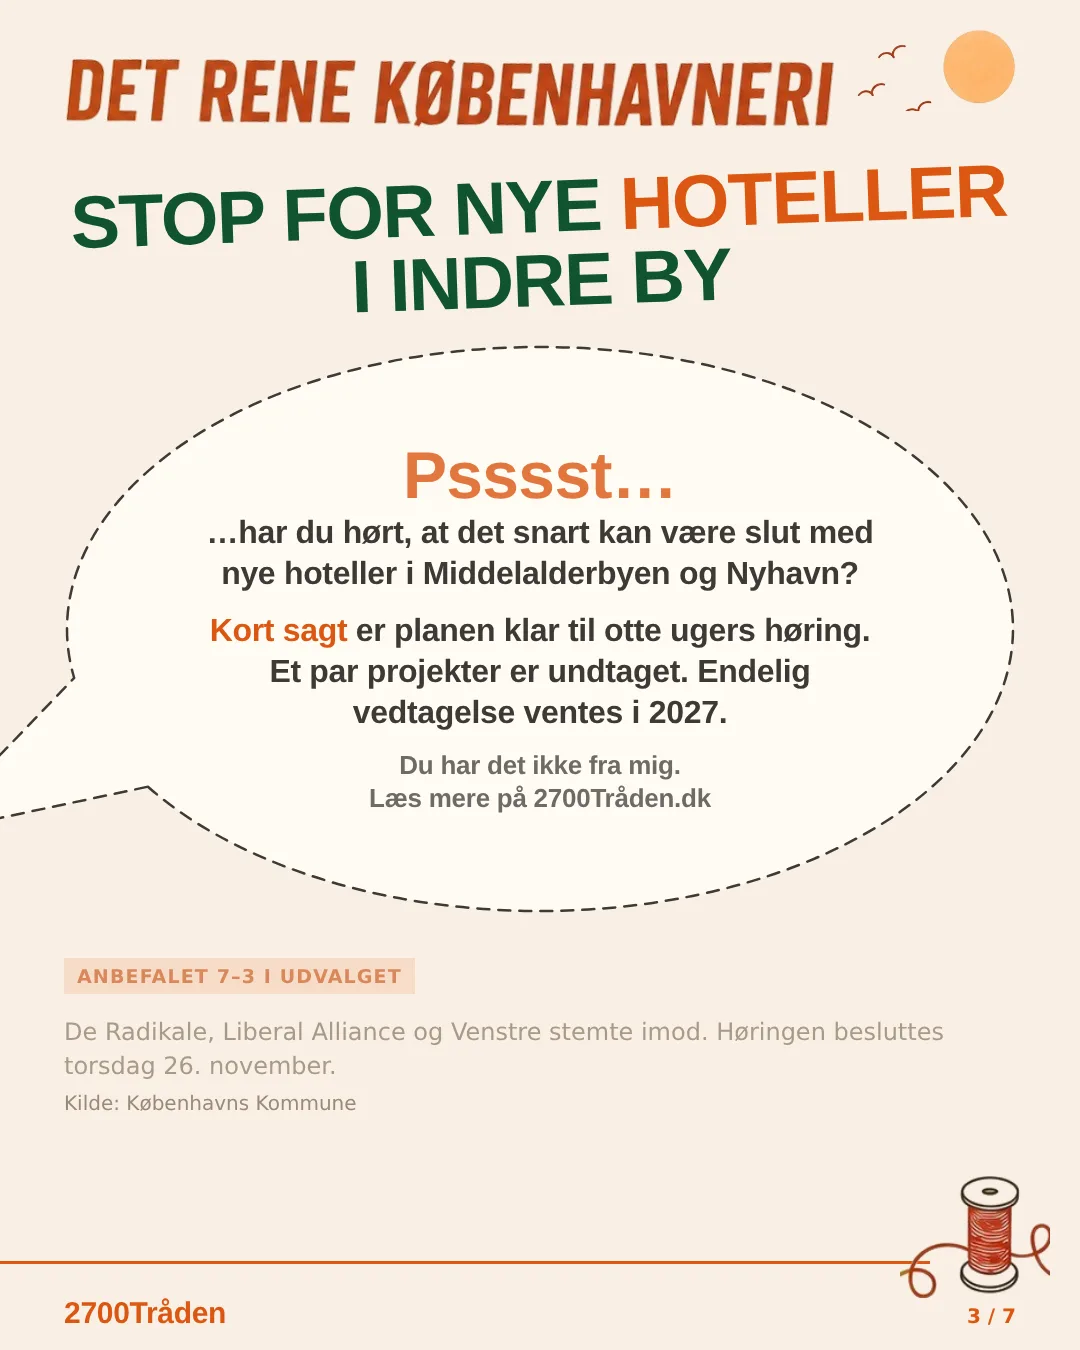 DET RENE KØBENHAVNERI
STOP FOR NYE HOTELLER
I INDRE BY
Psssst…
…har du hørt, at det snart kan være slut med
nye hoteller i Middelalderbyen og Nyhavn?
Kort sagt er planen klar til otte ugers høring.
Et par projekter er undtaget. Endelig
vedtagelse ventes i 2027.
Du har det ikke fra mig.
Læs mere på 2700Tråden.dk
ANBEFALET 7–3 I UDVALGET
De Radikale, Liberal Alliance og Venstre stemte imod. Høringen besluttes
torsdag 26. november.
Kilde: Københavns Kommune
2700Tråden
3 / 7